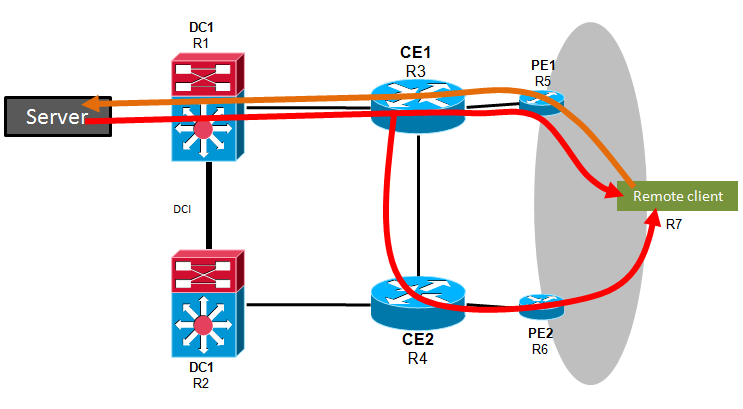 DC1
R1
CE1
R3
PE1
R5
Server
Remote client
R7
DCI
CE2
R4
PE2
R6
DC1
R2